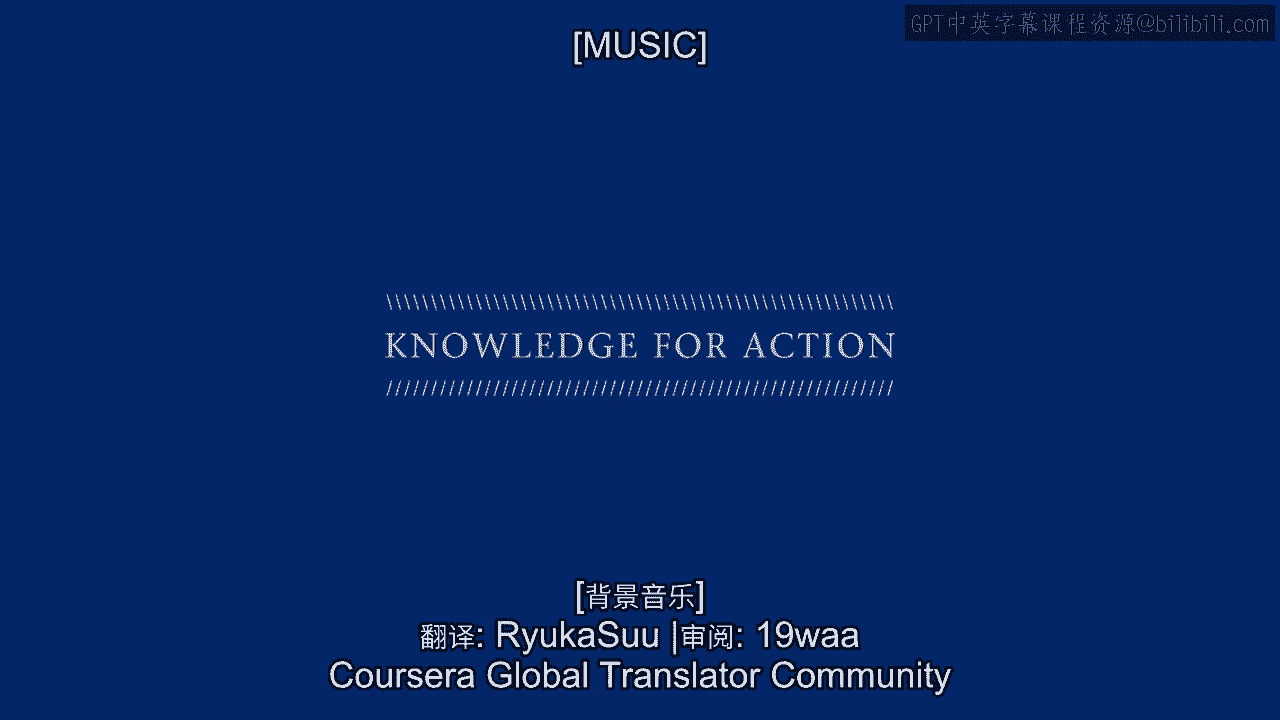 GPT中英字幕课程资源@bilibili.com
[MUSIC]
\\\\\\\\\\\\\\\\\\\\\\\\\\\\\\\\\\\\\\\\\\\\\\\\\\\\\\\\\
KNOWLEDGE FOR ACTION
/////////////////////////////////////////////////////////
[背景音乐]
翻译: RyukaSuu |审阅: 19waa
Coursera Global Translator Community